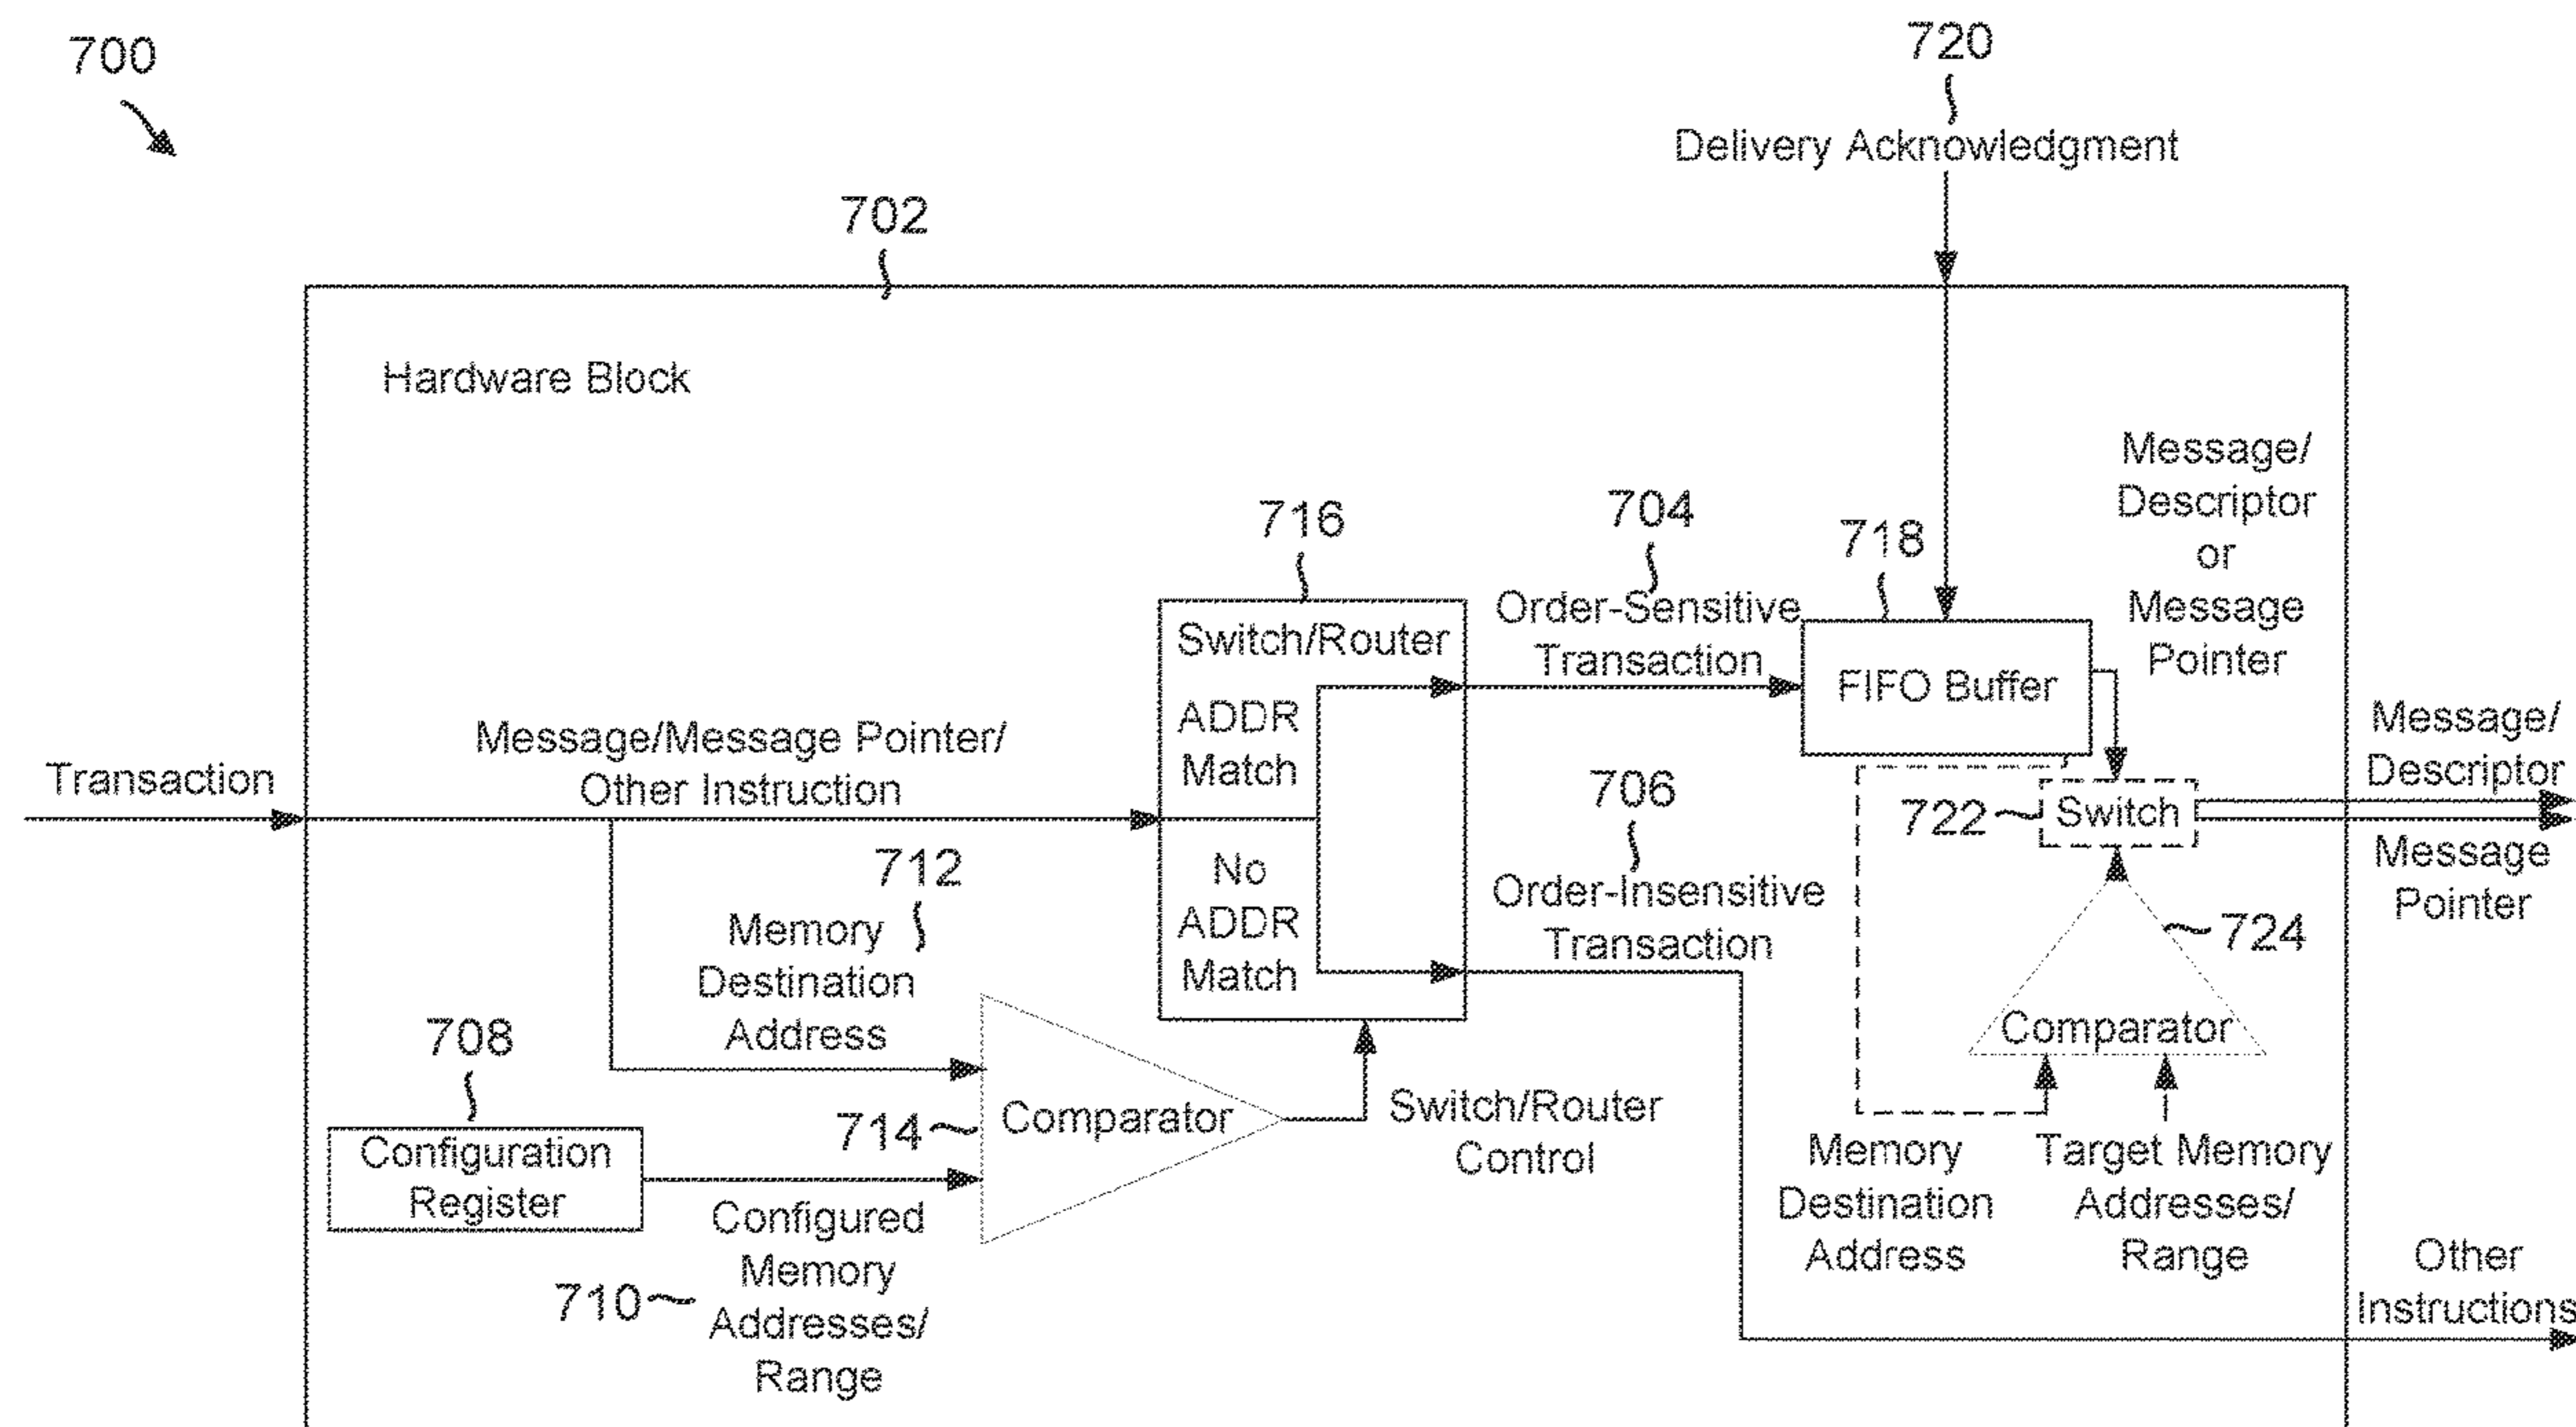 700
720
Delivery Acknowledgment
702
Hardware Block
Message/
Descriptor
or
Message
Pointer
716
704
718
Switch/Router
ADDR
Match
No
ADDR
Match
Order-Sensitive
Transaction
FIFO Buffer
Transaction
Message/Message Pointer/
Other Instruction
706
Order-Insensitive
Transaction
722
Switch
Message/
Descriptor
Message
Pointer
712
Memory
Destination
Address
724
Comparator
708
Configuration
Register
714
Comparator
Switch/Router
Control
Memory
Destination
Address
Target Memory
Addresses/
Range
710
Configured
Memory
Addresses/
Range
Other
Instructions